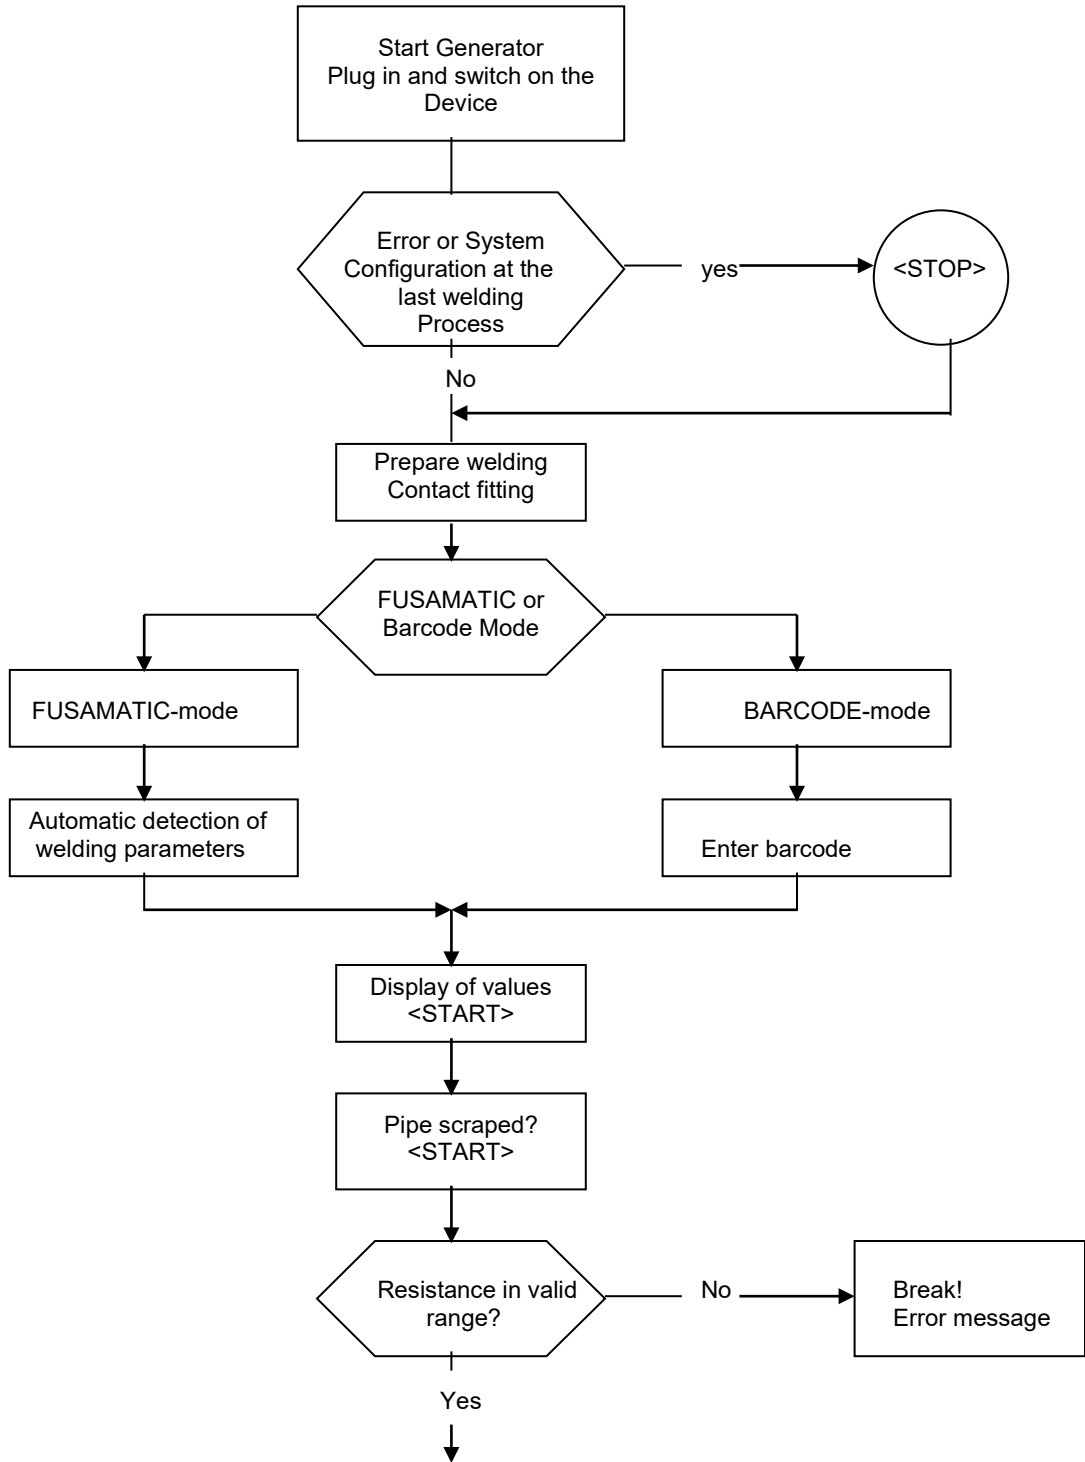 Start Generator
Plug in and switch on the
Device
Error or System
Configuration at the
last welding
Process
yes
<STOP>
No
Prepare welding
Contact fitting
FUSAMATIC or
Barcode Mode
FUSAMATIC-mode
BARCODE-mode
Automatic detection of
welding parameters
Enter barcode
Display of values
<START>
Pipe scraped?
<START>
Resistance in valid
range?
No
Break!
Error message
Yes